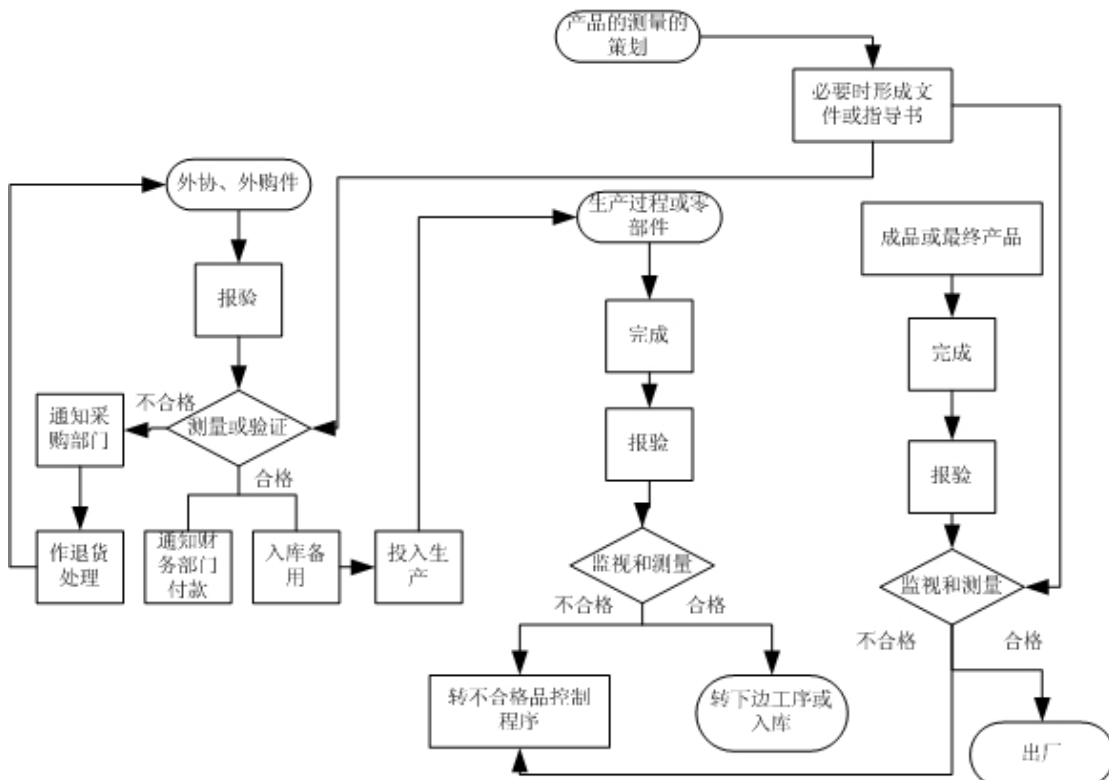 产品的测量的
策划
必要时形成文
件或指导书
外协、外购件
生产过程或零
部件
成品或最终产品
报验
完成
完成
不合格
通知采
购部门
测量或验证
报验
报验
合格
作退货
处理
通知财
务部门
付款
入库备
用
投入生
产
监视和测量
监视和测量
不合格
合格
不合格
合格
转不合格品控制
程序
转下边工序或
入库
出厂